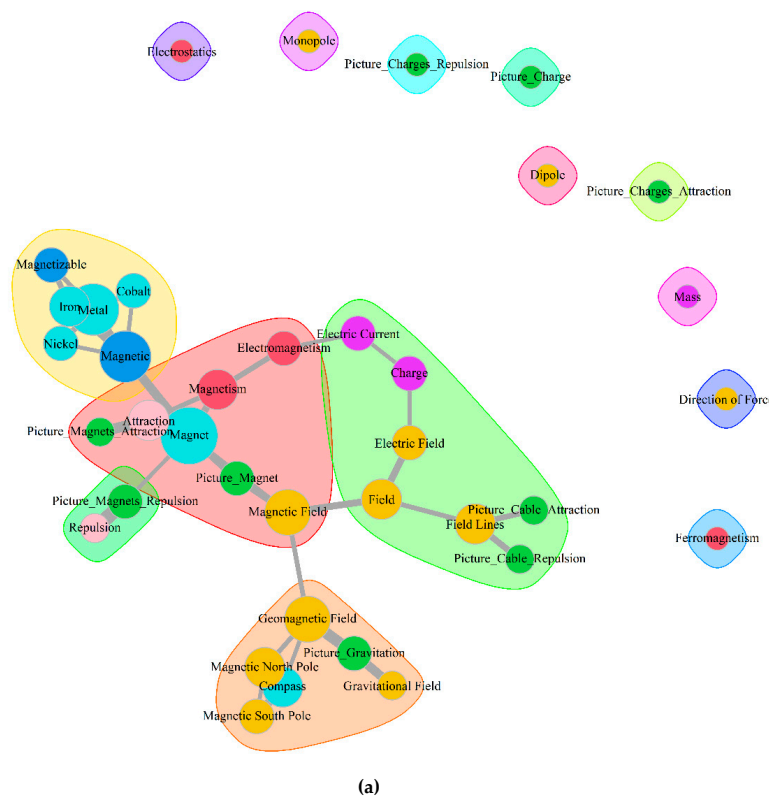 Electrostatics
Monopole
Picture_Charges_Repulsion
Picture_Charge
Dipole
Picture_Charges_Attraction
Magnetizable
Cobalt
Iron
Metal
Mass
Nickel
Magnetic
Electromagnetism
Electric Current
Charge
Magnetism
Direction of Force
Attraction
Picture_Magnets_Attraction
Magnet
Electric Field
Picture_Magnet
Picture_Magnets_Repulsion
Field
Picture_Cable_Attraction
Magnetic Field
Repulsion
Field Lines
Ferromagnetism
Picture_Cable_Repulsion
Geomagnetic Field
Picture_Gravitation
Magnetic North Pole
Compass
Gravitational Field
Magnetic South Pole
(a)